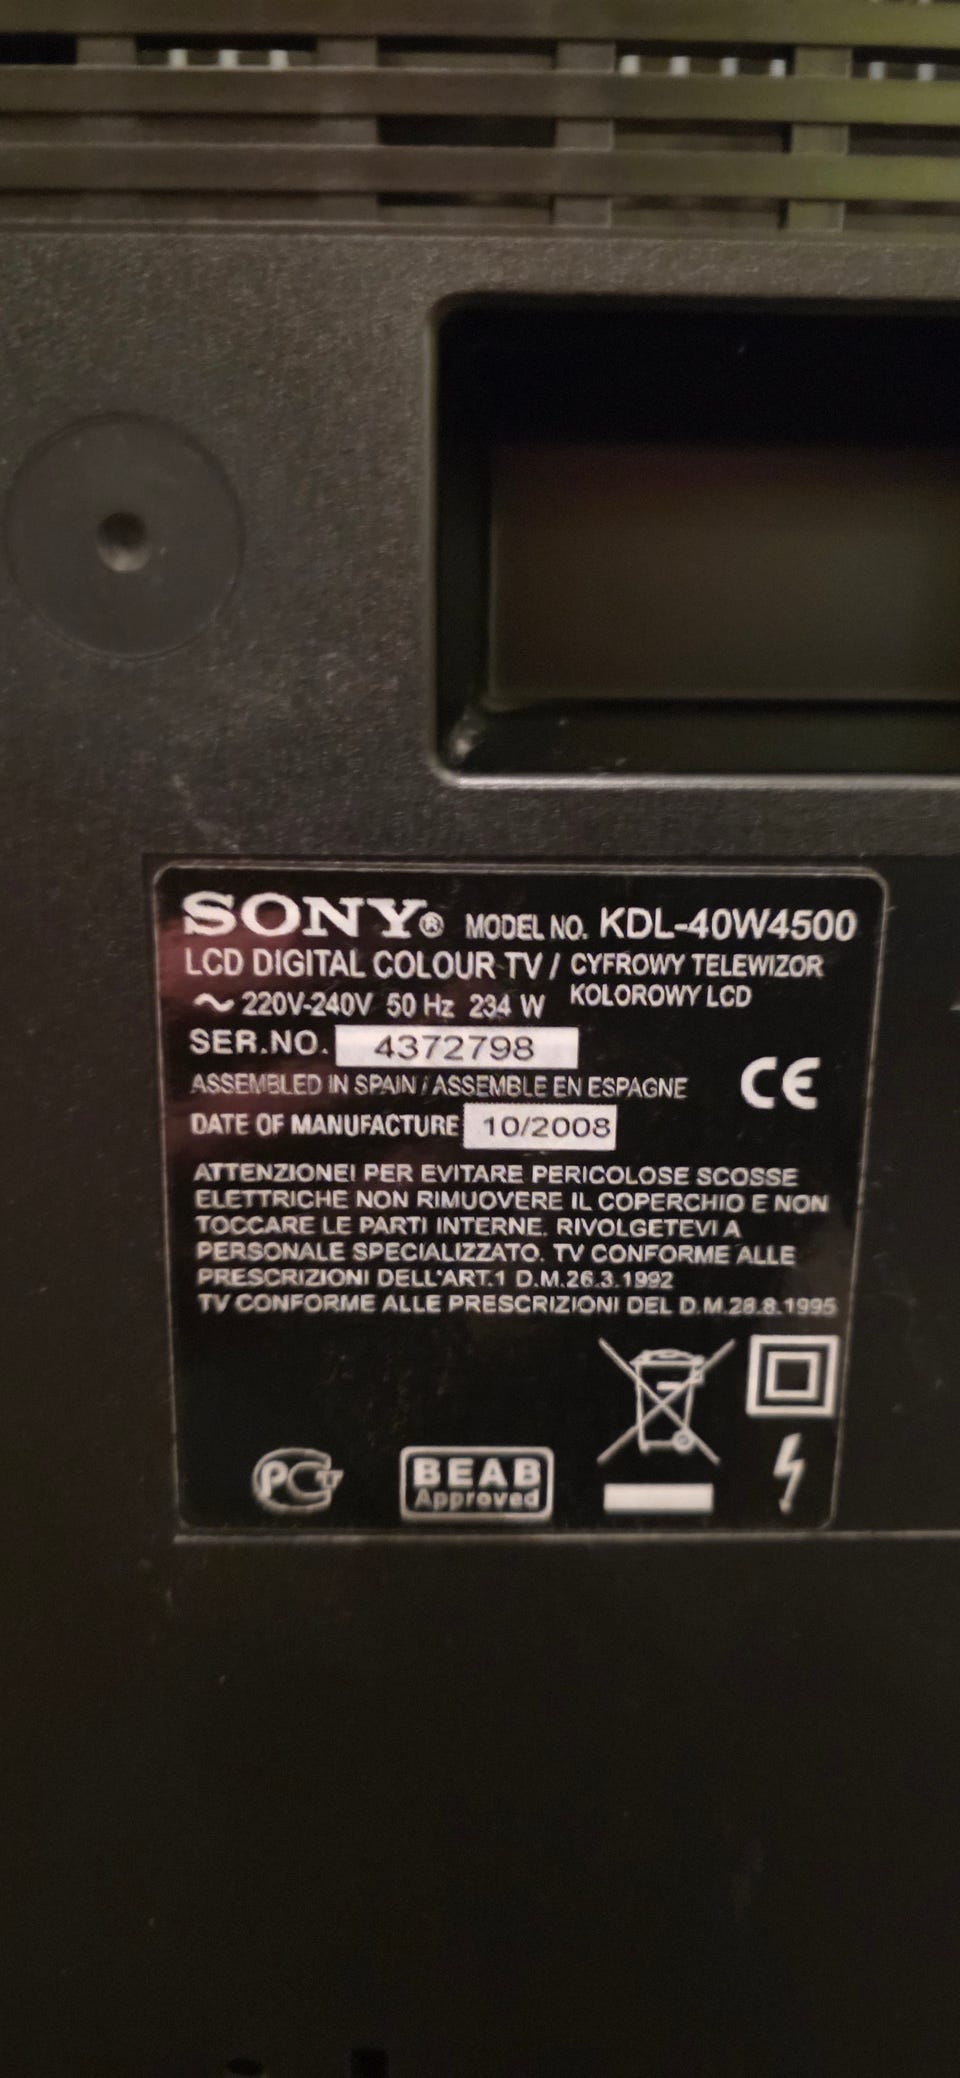 SONY® MODEL NO. KDL-40W4500
LCD DIGITAL COLOUR TV / CYFROWY TELEWIZOR
KOLOROWY LCD
~ 220V-240V 50 Hz 234 W
SER.NO. 4372798
ASSEMBLED IN SPAIN / ASSEMBLE EN ESPAGNE
CE
DATE OF MANUFACTURE 10/2008
ATTENZIONEI PER EVITARE PERICOLOSE SCOSSE
ELETTRICHE NON RIMUOVERE IL COPERCHIO E NON
TOCCARE LE PARTI INTERNE. RIVOLGETEVI A
PERSONALE SPECIALIZZATO. TV CONFORME ALLE
PRESCRIZIONI DELL'ART.1 D.M.26.3.1992
TV CONFORME ALLE PRESCRIZIONI DEL D.M.28.8.1995
PCT
BEAB
Approved